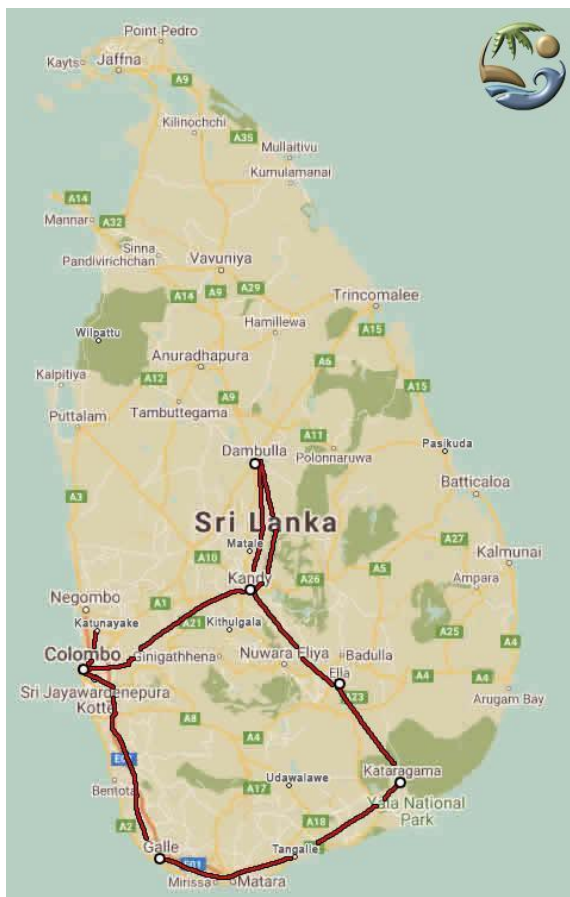 Point Pedro
Kayts
Jaffna
A9
Kilinochchi
A35
Mullaitivu
Kumulamanai
A14
Mannar
A32
Sinna
Pandivirichchan
Vavuniya
A14
A9
A29
Trincomalee
Hamillewa
A15
Wilpattu
Anuradhapura
A6
Kalpitiya
A12
A9
A15
Tambuttegama
Puttalam
A11
Pasikuda
Dambulla
Polonnaruwa
Batticaloa
A3
Sri Lanka
Matale
A27
A10
Kalmunai
A5
Kandy
A26
Ampara
Negombo
A1
Katunayake
A21
Kithulgala
A25
A4
Colombo
Ginigathhena
Nuwara Eliya
Badulla
Ella
A4
A4
Sri Jayawardenepura
Kotte
A23
Arugam Bay
A8
A4
Kataragama
Bentota
A17
Udawalawe
Yala National
Park
A2
A18
Galle
Tangalle
E01
Mirissa
Matara